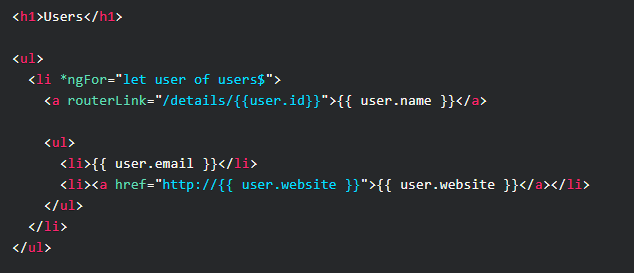 <h1>Users</h1>
<ul>
<li *ngFor="let user of users$">
<a routerLink="/details/{{user.id}}">{{ user.name }}</a>
<ul>
<li>{{ user.email }}</li>
<li><a href="http://{{ user.website }}">{{ user.website }}</a></li>
</ul>
</li>
</ul>